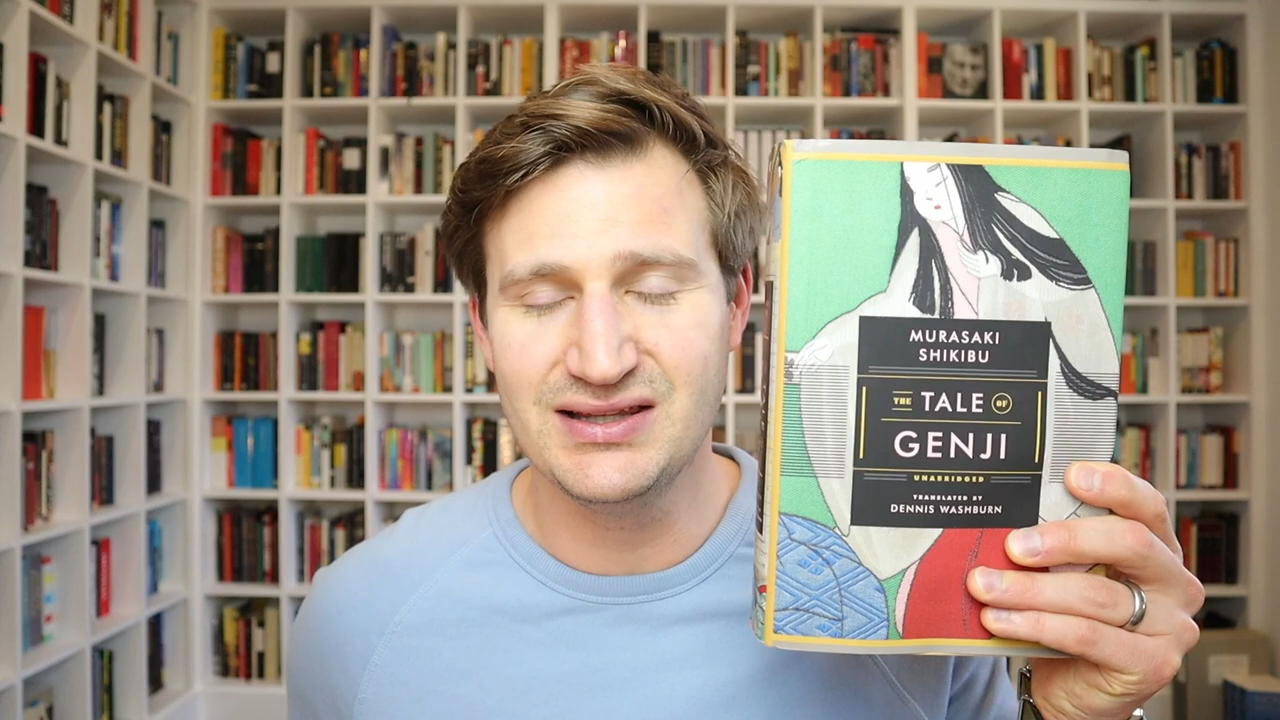 MURASAKI
SHIKIBU
THE TALE OF
GENJI
UNABRIDGED
TRANSLATED BY
DENNIS WASHBURN